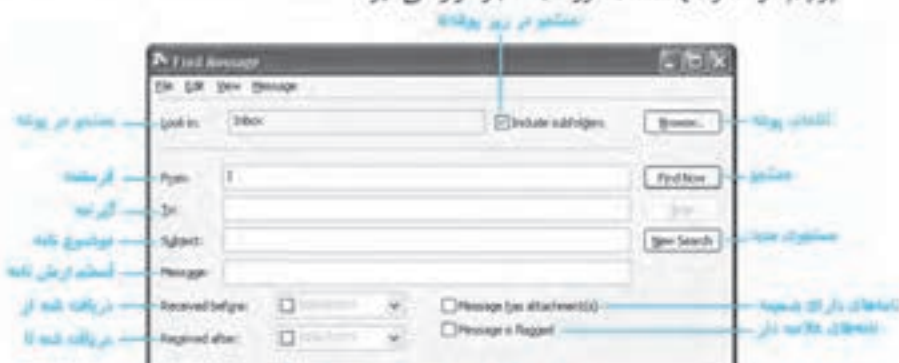 جستجو در زیر پوشه‌ها
Find Message
File Edit View Message
جستجو در پوشه
Look in: Inbox
Include subfolders
Browse...
انتخاب پوشه
فرستنده
From:
Find Now
جستجو
گیرنده
To:
Stop
موضوع نامه
Subject:
New Search
جستجوی جدید
قسمتی از متن نامه
Message:
دریافت شده از
Received before:
Message has attachment(s)
نامه‌های دارای ضمیمه
دریافت شده تا
Received after:
Message is flagged
نامه‌های علامت دار